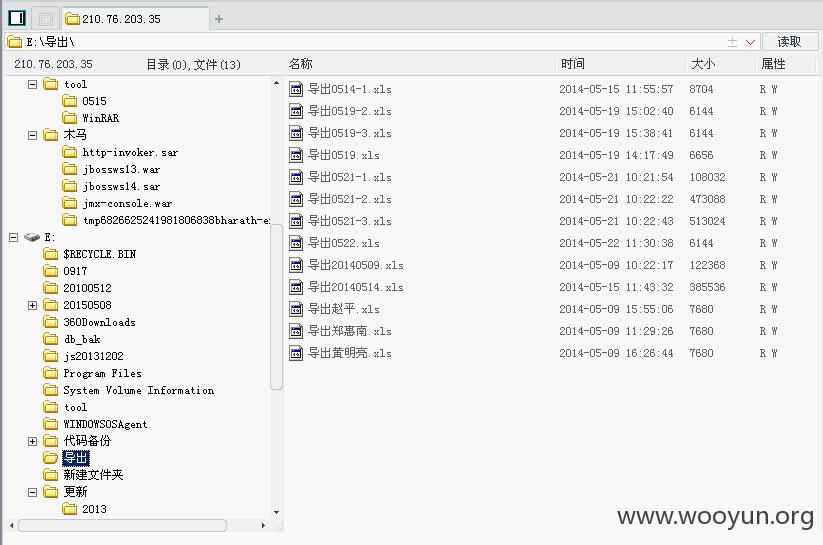 210.76.203.35
E:\导出\
读取
210.76.203.35 目录(0),文件(13) 名称 时间 大小 属性
tool
0515
WinRAR
木马
http-invoker.sar
jbossws13.war
jbossws14.sar
jmx-console.war
tmp6826625241981806838bharath-e
E:
$RECYCLE.BIN
0917
20100512
20150508
360Downloads
db_bak
js20131202
Program Files
System Volume Information
tool
WINDOWSOSAgent
代码备份
导出
新建文件夹
更新
2013
导出0514-1.xls 2014-05-15 11:55:57 8704 R W
导出0519-2.xls 2014-05-19 15:02:40 6144 R W
导出0519-3.xls 2014-05-19 15:38:41 6144 R W
导出0519.xls 2014-05-19 14:17:49 6656 R W
导出0521-1.xls 2014-05-21 10:21:54 108032 R W
导出0521-2.xls 2014-05-21 10:22:22 473088 R W
导出0521-3.xls 2014-05-21 10:22:43 513024 R W
导出0522.xls 2014-05-22 11:30:38 6144 R W
导出20140509.xls 2014-05-09 10:22:17 122368 R W
导出20140514.xls 2014-05-15 11:43:32 385536 R W
导出赵平.xls 2014-05-09 15:55:06 7680 R W
导出郑惠南.xls 2014-05-09 11:29:26 7680 R W
导出黄明亮.xls 2014-05-09 16:26:44 7680 R W
www.wooyun.org